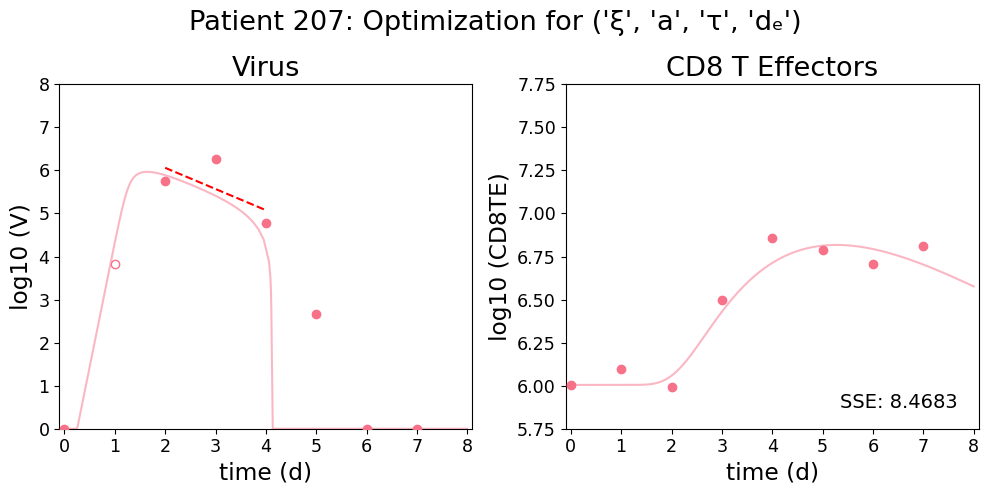 Patient 207: Optimization for ('ξ', 'a', 'τ', 'dₑ')
Virus
CD8 T Effectors
log10 (V)
8
7
6
5
4
3
2
1
0
0 1 2 3 4 5 6 7 8
time (d)
log10 (CD8TE)
7.75
7.50
7.25
7.00
6.75
6.50
6.25
6.00
5.75
SSE: 8.4683
0 1 2 3 4 5 6 7 8
time (d)